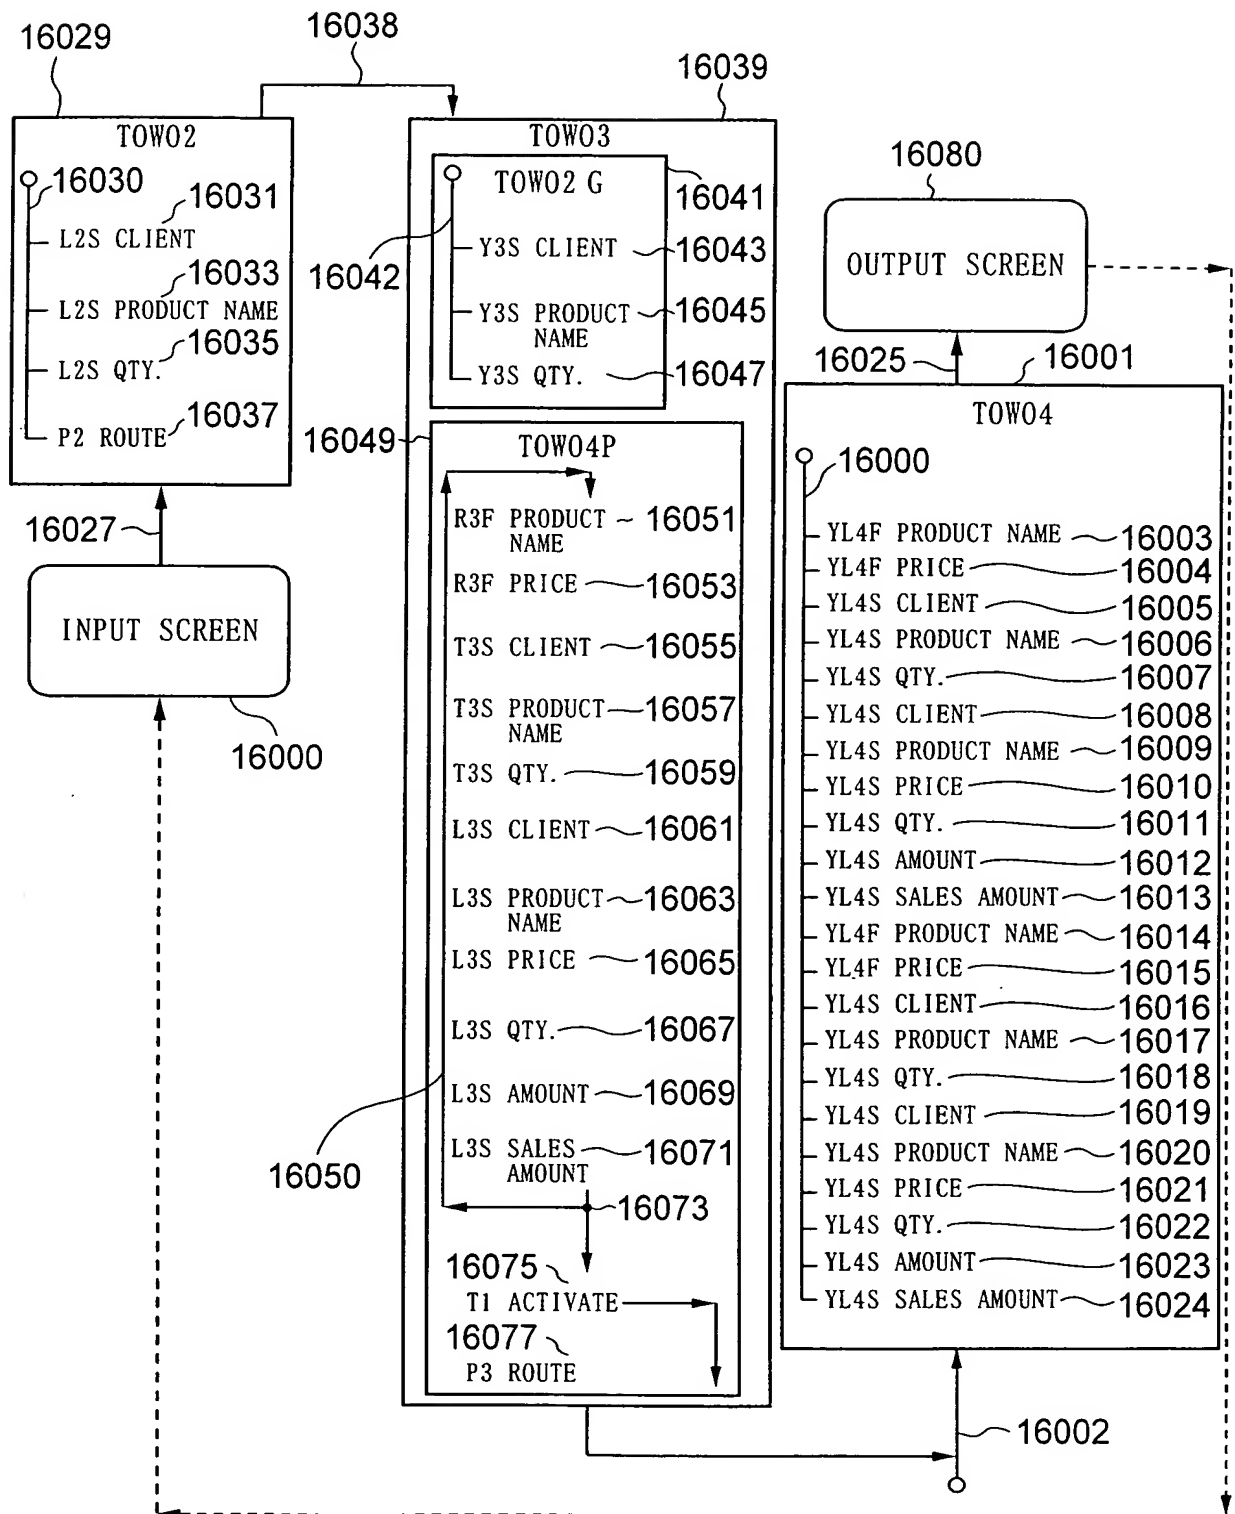 16029
16038
16039
TOW02
16030
16031
L2S CLIENT
16033
L2S PRODUCT NAME
16035
L2S QTY.
16037
P2 ROUTE
16027
INPUT SCREEN
16000
TOW03
TOW02 G
16041
16042
Y3S CLIENT 16043
Y3S PRODUCT NAME 16045
Y3S QTY. 16047
16049
TOW04P
R3F PRODUCT NAME 16051
R3F PRICE 16053
T3S CLIENT 16055
T3S PRODUCT NAME 16057
T3S QTY. 16059
L3S CLIENT 16061
L3S PRODUCT NAME 16063
L3S PRICE 16065
L3S QTY. 16067
L3S AMOUNT 16069
L3S SALES AMOUNT 16071
16050
16073
16075
T1 ACTIVATE
16077
P3 ROUTE
16080
OUTPUT SCREEN
16025
16001
TOW04
16000
YL4F PRODUCT NAME 16003
YL4F PRICE 16004
YL4S CLIENT 16005
YL4S PRODUCT NAME 16006
YL4S QTY. 16007
YL4S CLIENT 16008
YL4S PRODUCT NAME 16009
YL4S PRICE 16010
YL4S QTY. 16011
YL4S AMOUNT 16012
YL4S SALES AMOUNT 16013
YL4F PRODUCT NAME 16014
YL4F PRICE 16015
YL4S CLIENT 16016
YL4S PRODUCT NAME 16017
YL4S QTY. 16018
YL4S CLIENT 16019
YL4S PRODUCT NAME 16020
YL4S PRICE 16021
YL4S QTY. 16022
YL4S AMOUNT 16023
YL4S SALES AMOUNT 16024
16002